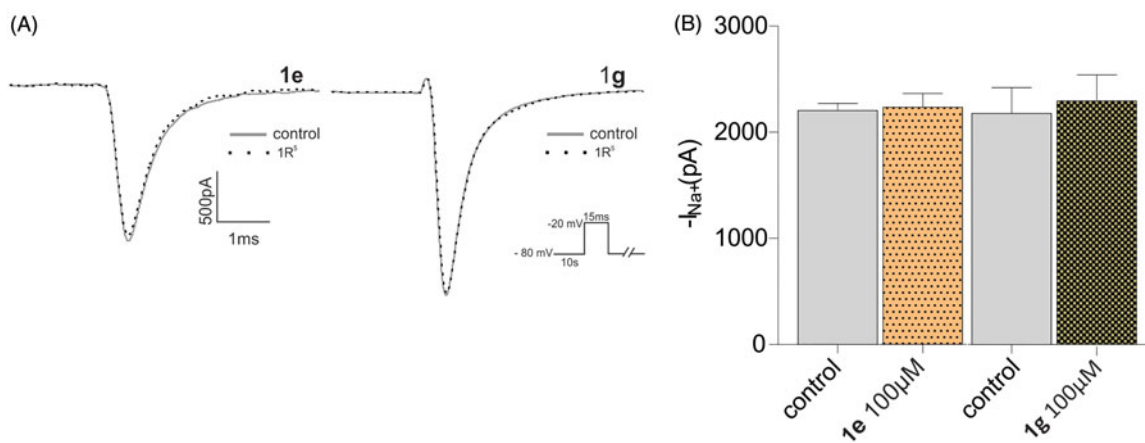 (A)
1e
control
1R⁵
500pA
1ms
1g
control
1R⁵
-20 mV
15ms
- 80 mV
10s
(B)
-I_Na+(pA)
3000
2000
1000
0
control
1e 100µM
control
1g 100µM